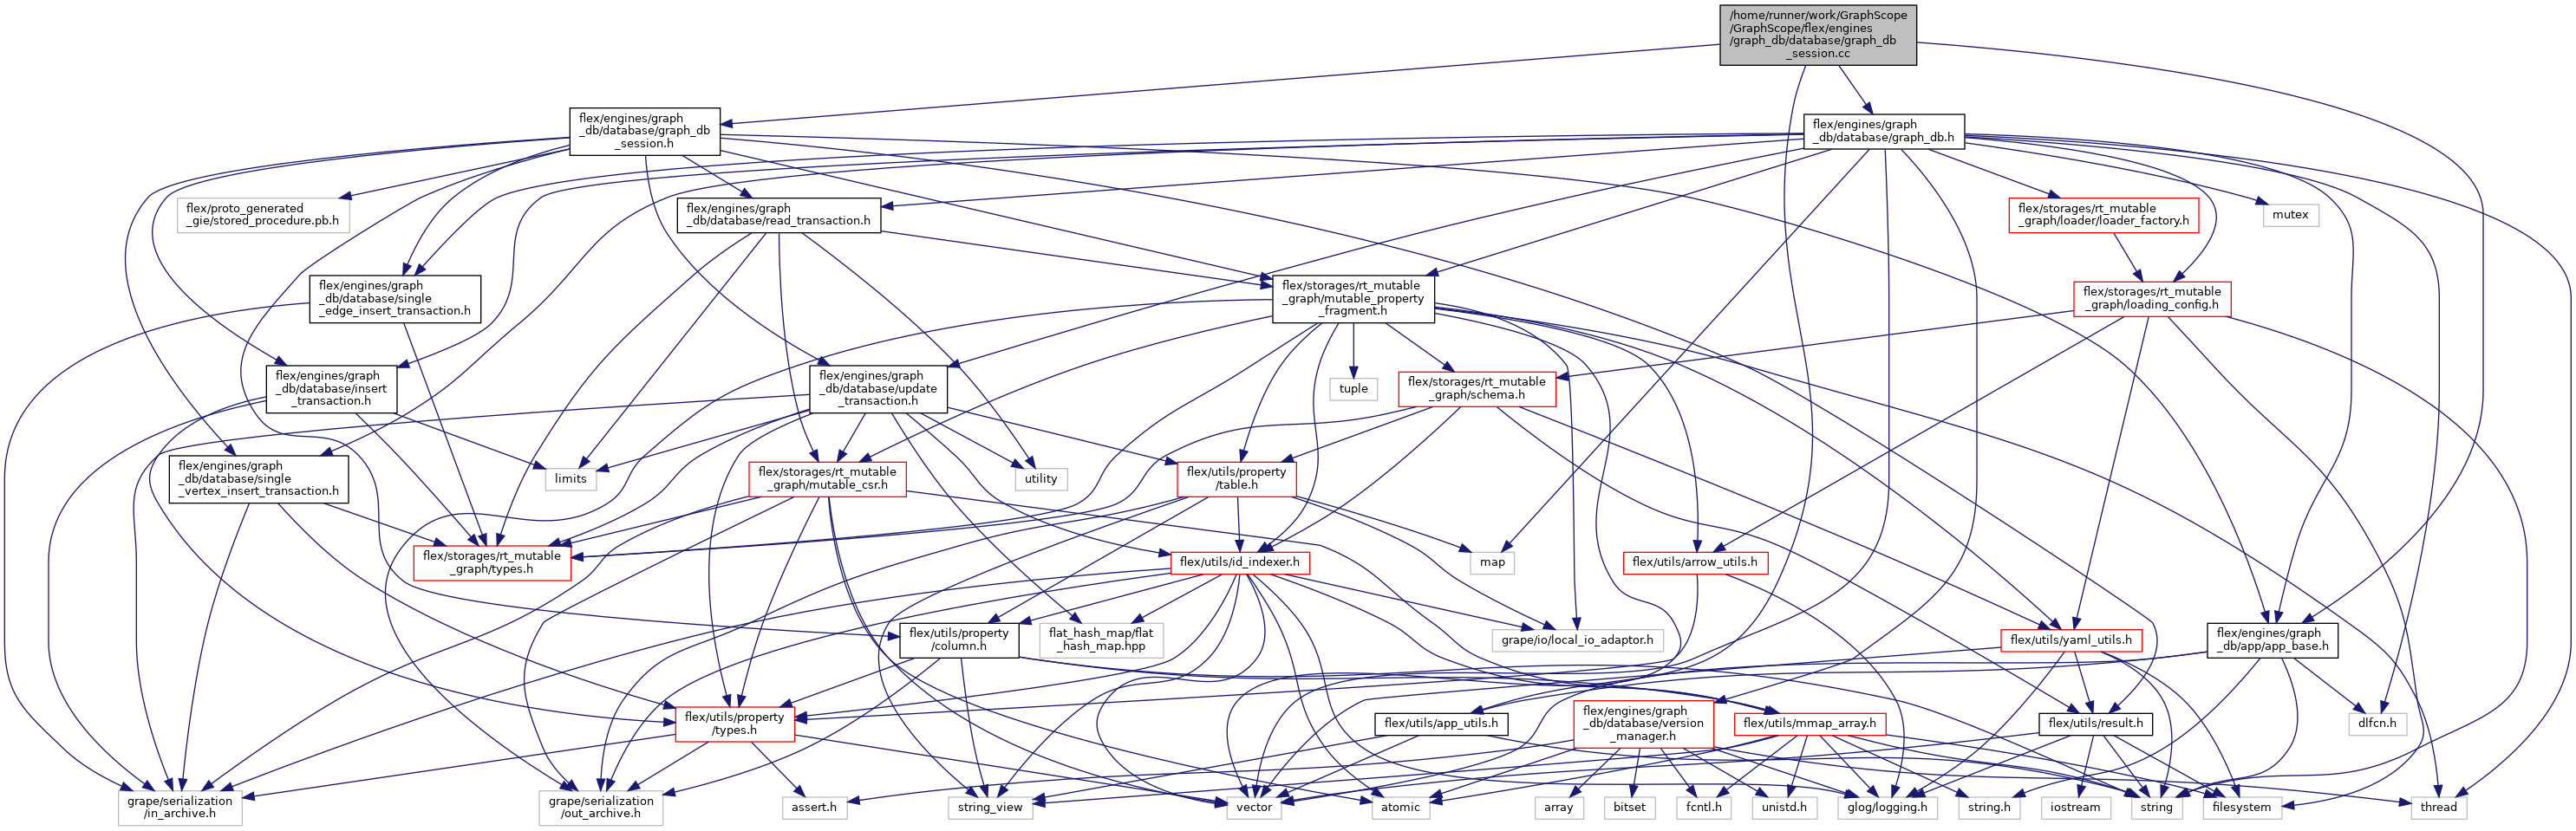 /home/runner/work/GraphScope
/GraphScope/flex/engines
/graph_db/database/graph_db
_session.cc
flex/engines/graph
_db/database/graph_db
_session.h
flex/engines/graph
_db/database/graph_db.h
flex/proto_generated
_gie/stored_procedure.pb.h
flex/engines/graph
_db/database/read_transaction.h
flex/storages/rt_mutable
_graph/loader/loader_factory.h
mutex
flex/engines/graph
_db/database/single
_edge_insert_transaction.h
flex/storages/rt_mutable
_graph/mutable_property
_fragment.h
flex/storages/rt_mutable
_graph/loading_config.h
flex/engines/graph
_db/database/insert
_transaction.h
flex/engines/graph
_db/database/update
_transaction.h
tuple
flex/storages/rt_mutable
_graph/schema.h
flex/engines/graph
_db/database/single
_vertex_insert_transaction.h
limits
flex/storages/rt_mutable
_graph/mutable_csr.h
utility
flex/utils/property
/table.h
flex/storages/rt_mutable
_graph/types.h
flex/utils/id_indexer.h
map
flex/utils/arrow_utils.h
flex/utils/property
/column.h
flat_hash_map/flat
_hash_map.hpp
grape/io/local_io_adaptor.h
flex/utils/yaml_utils.h
flex/engines/graph
_db/app/app_base.h
flex/utils/property
/types.h
flex/utils/app_utils.h
flex/engines/graph
_db/database/version
_manager.h
flex/utils/mmap_array.h
flex/utils/result.h
dlfcn.h
grape/serialization
/in_archive.h
grape/serialization
/out_archive.h
assert.h
string_view
vector
atomic
array
bitset
fcntl.h
unistd.h
glog/logging.h
string.h
iostream
string
filesystem
thread